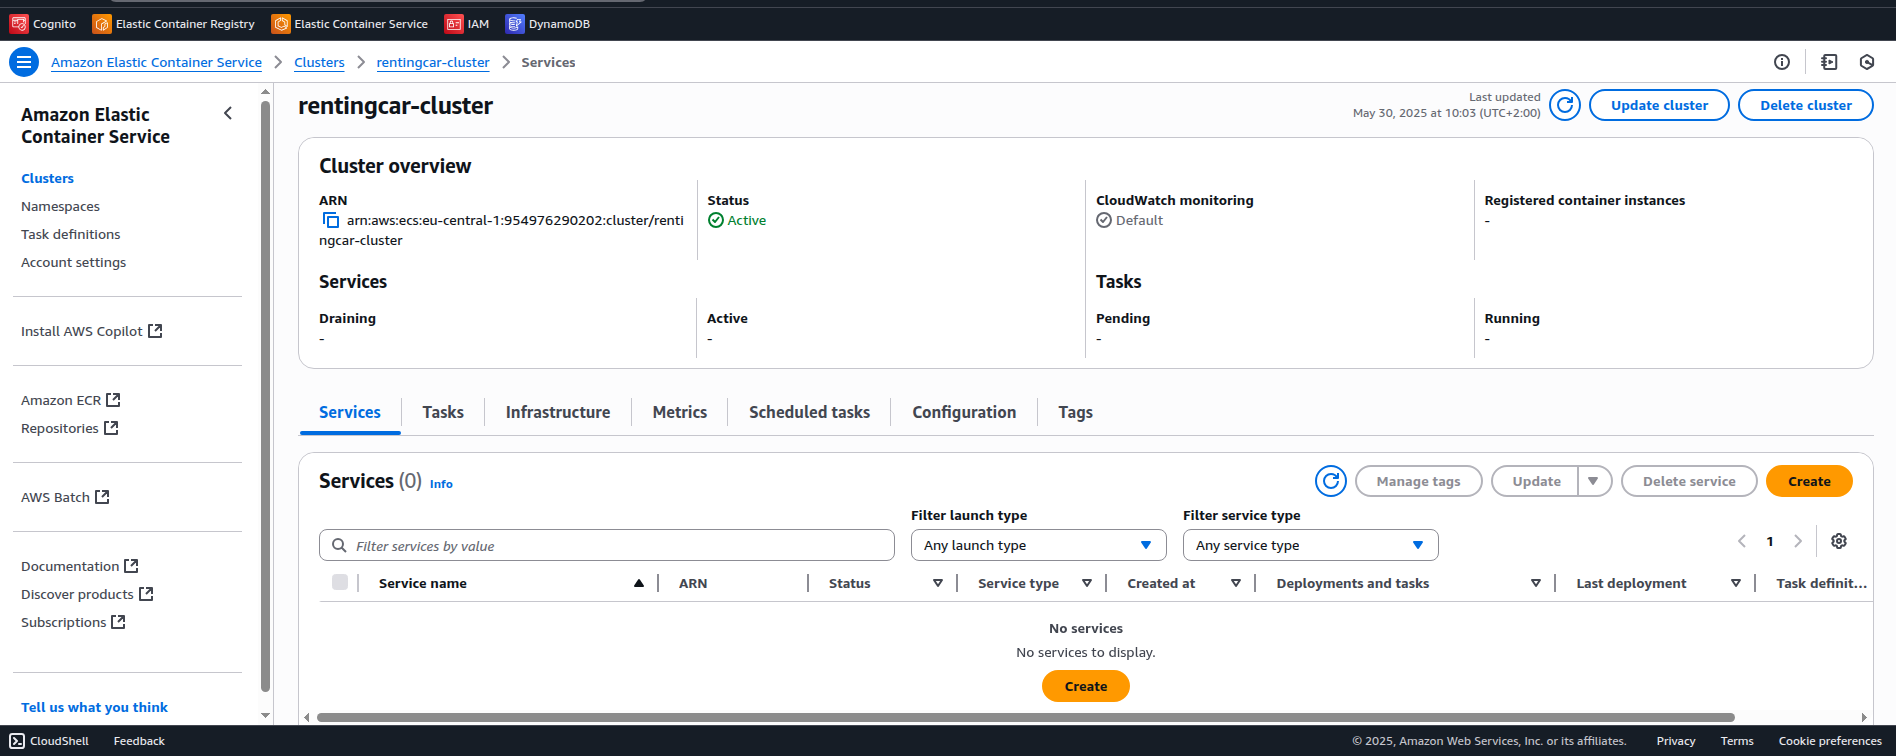 Cognito Elastic Container Registry Elastic Container Service IAM DynamoDB
Amazon Elastic Container Service Clusters rentingcar-cluster Services
Amazon Elastic
Container Service
Clusters
Namespaces
Task definitions
Account settings
Install AWS Copilot
Amazon ECR
Repositories
AWS Batch
Documentation
Discover products
Subscriptions
Tell us what you think
rentingcar-cluster
Last updated
May 30, 2025 at 10:03 (UTC+2:00)
Update cluster Delete cluster
Cluster overview
ARN
arn:aws:ecs:eu-central-1:954976290202:cluster/renti
ngcar-cluster
Status
Active
CloudWatch monitoring
Default
Registered container instances
-
Services
Draining
-
Active
-
Tasks
Pending
-
Running
-
Services Tasks Infrastructure Metrics Scheduled tasks Configuration Tags
Services (0) Info
Manage tags Update Delete service Create
Filter services by value
Filter launch type
Any launch type
Filter service type
Any service type
1
Service name ARN Status Service type Created at Deployments and tasks Last deployment Task definit...
No services
No services to display.
Create
CloudShell Feedback © 2025, Amazon Web Services, Inc. or its affiliates. Privacy Terms Cookie preferences